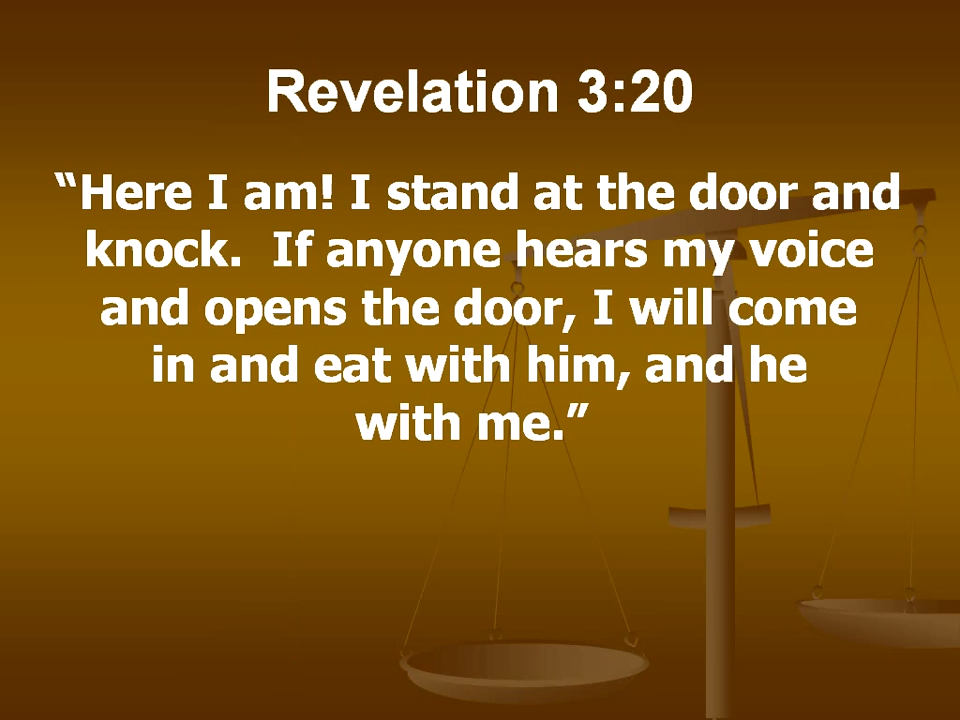 Revelation 3:20
“Here I am! I stand at the door and
knock.  If anyone hears my voice
and opens the door, I will come
in and eat with him, and he
with me.”